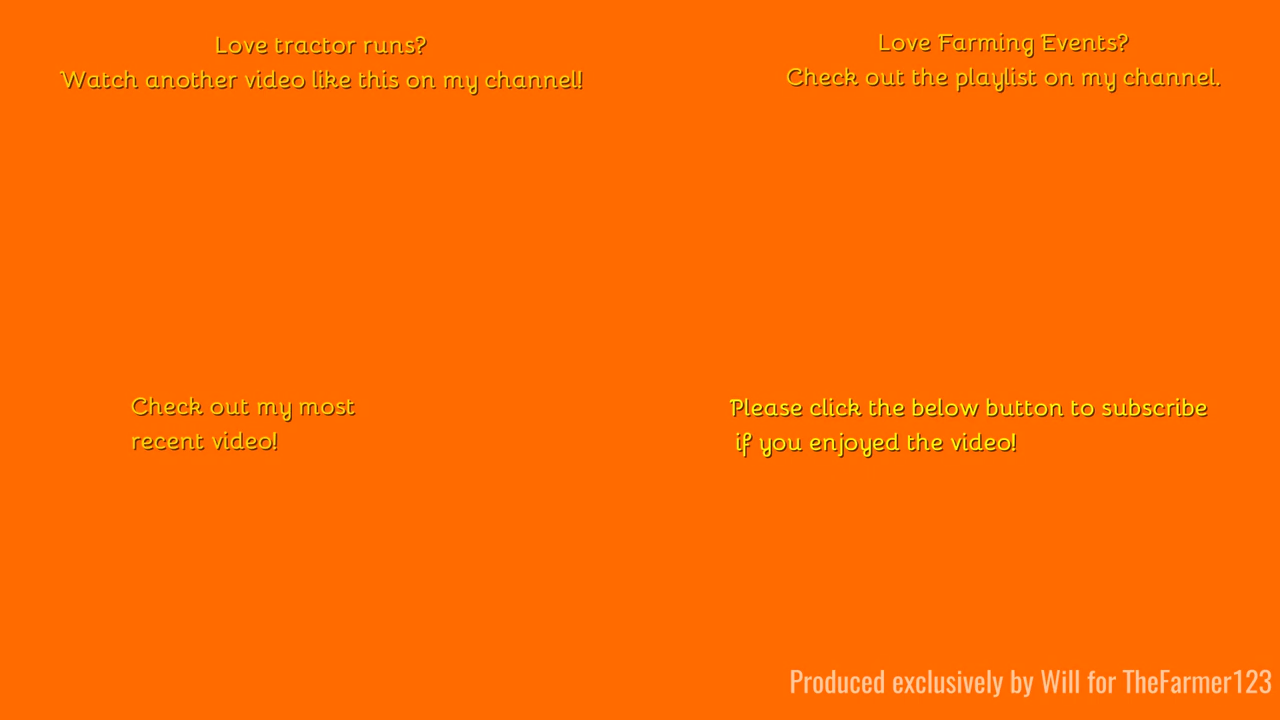 Love tractor runs?
Watch another video like this on my channel!
Love Farming Events?
Check out the playlist on my channel.
Check out my most
recent video!
Please click the below button to subscribe
if you enjoyed the video!
Produced exclusively by Will for TheFarmer123